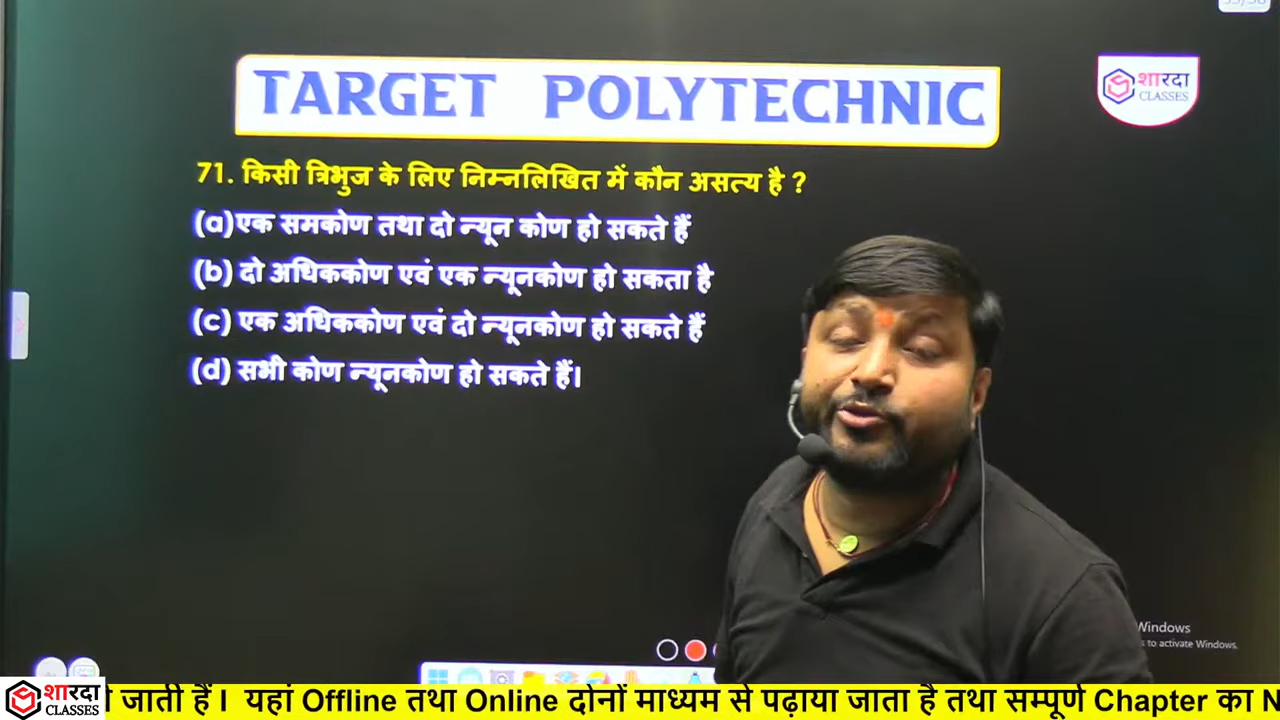 TARGET POLYTECHNIC
शारदा
CLASSES
71. किसी त्रिभुज के लिए निम्नलिखित में कौन असत्य है ?
(a)एक समकोण तथा दो न्यून कोण हो सकते हैं
(b) दो अधिककोण एवं एक न्यूनकोण हो सकता है
(c) एक अधिककोण एवं दो न्यूनकोण हो सकते हैं
(d) सभी कोण न्यूनकोण हो सकते हैं।
Windows
to activate Windows.
शारदा
CLASSES
जाती हैं। यहां Offline तथा Online दोनों माध्यम से पढ़ाया जाता है तथा सम्पूर्ण Chapter का